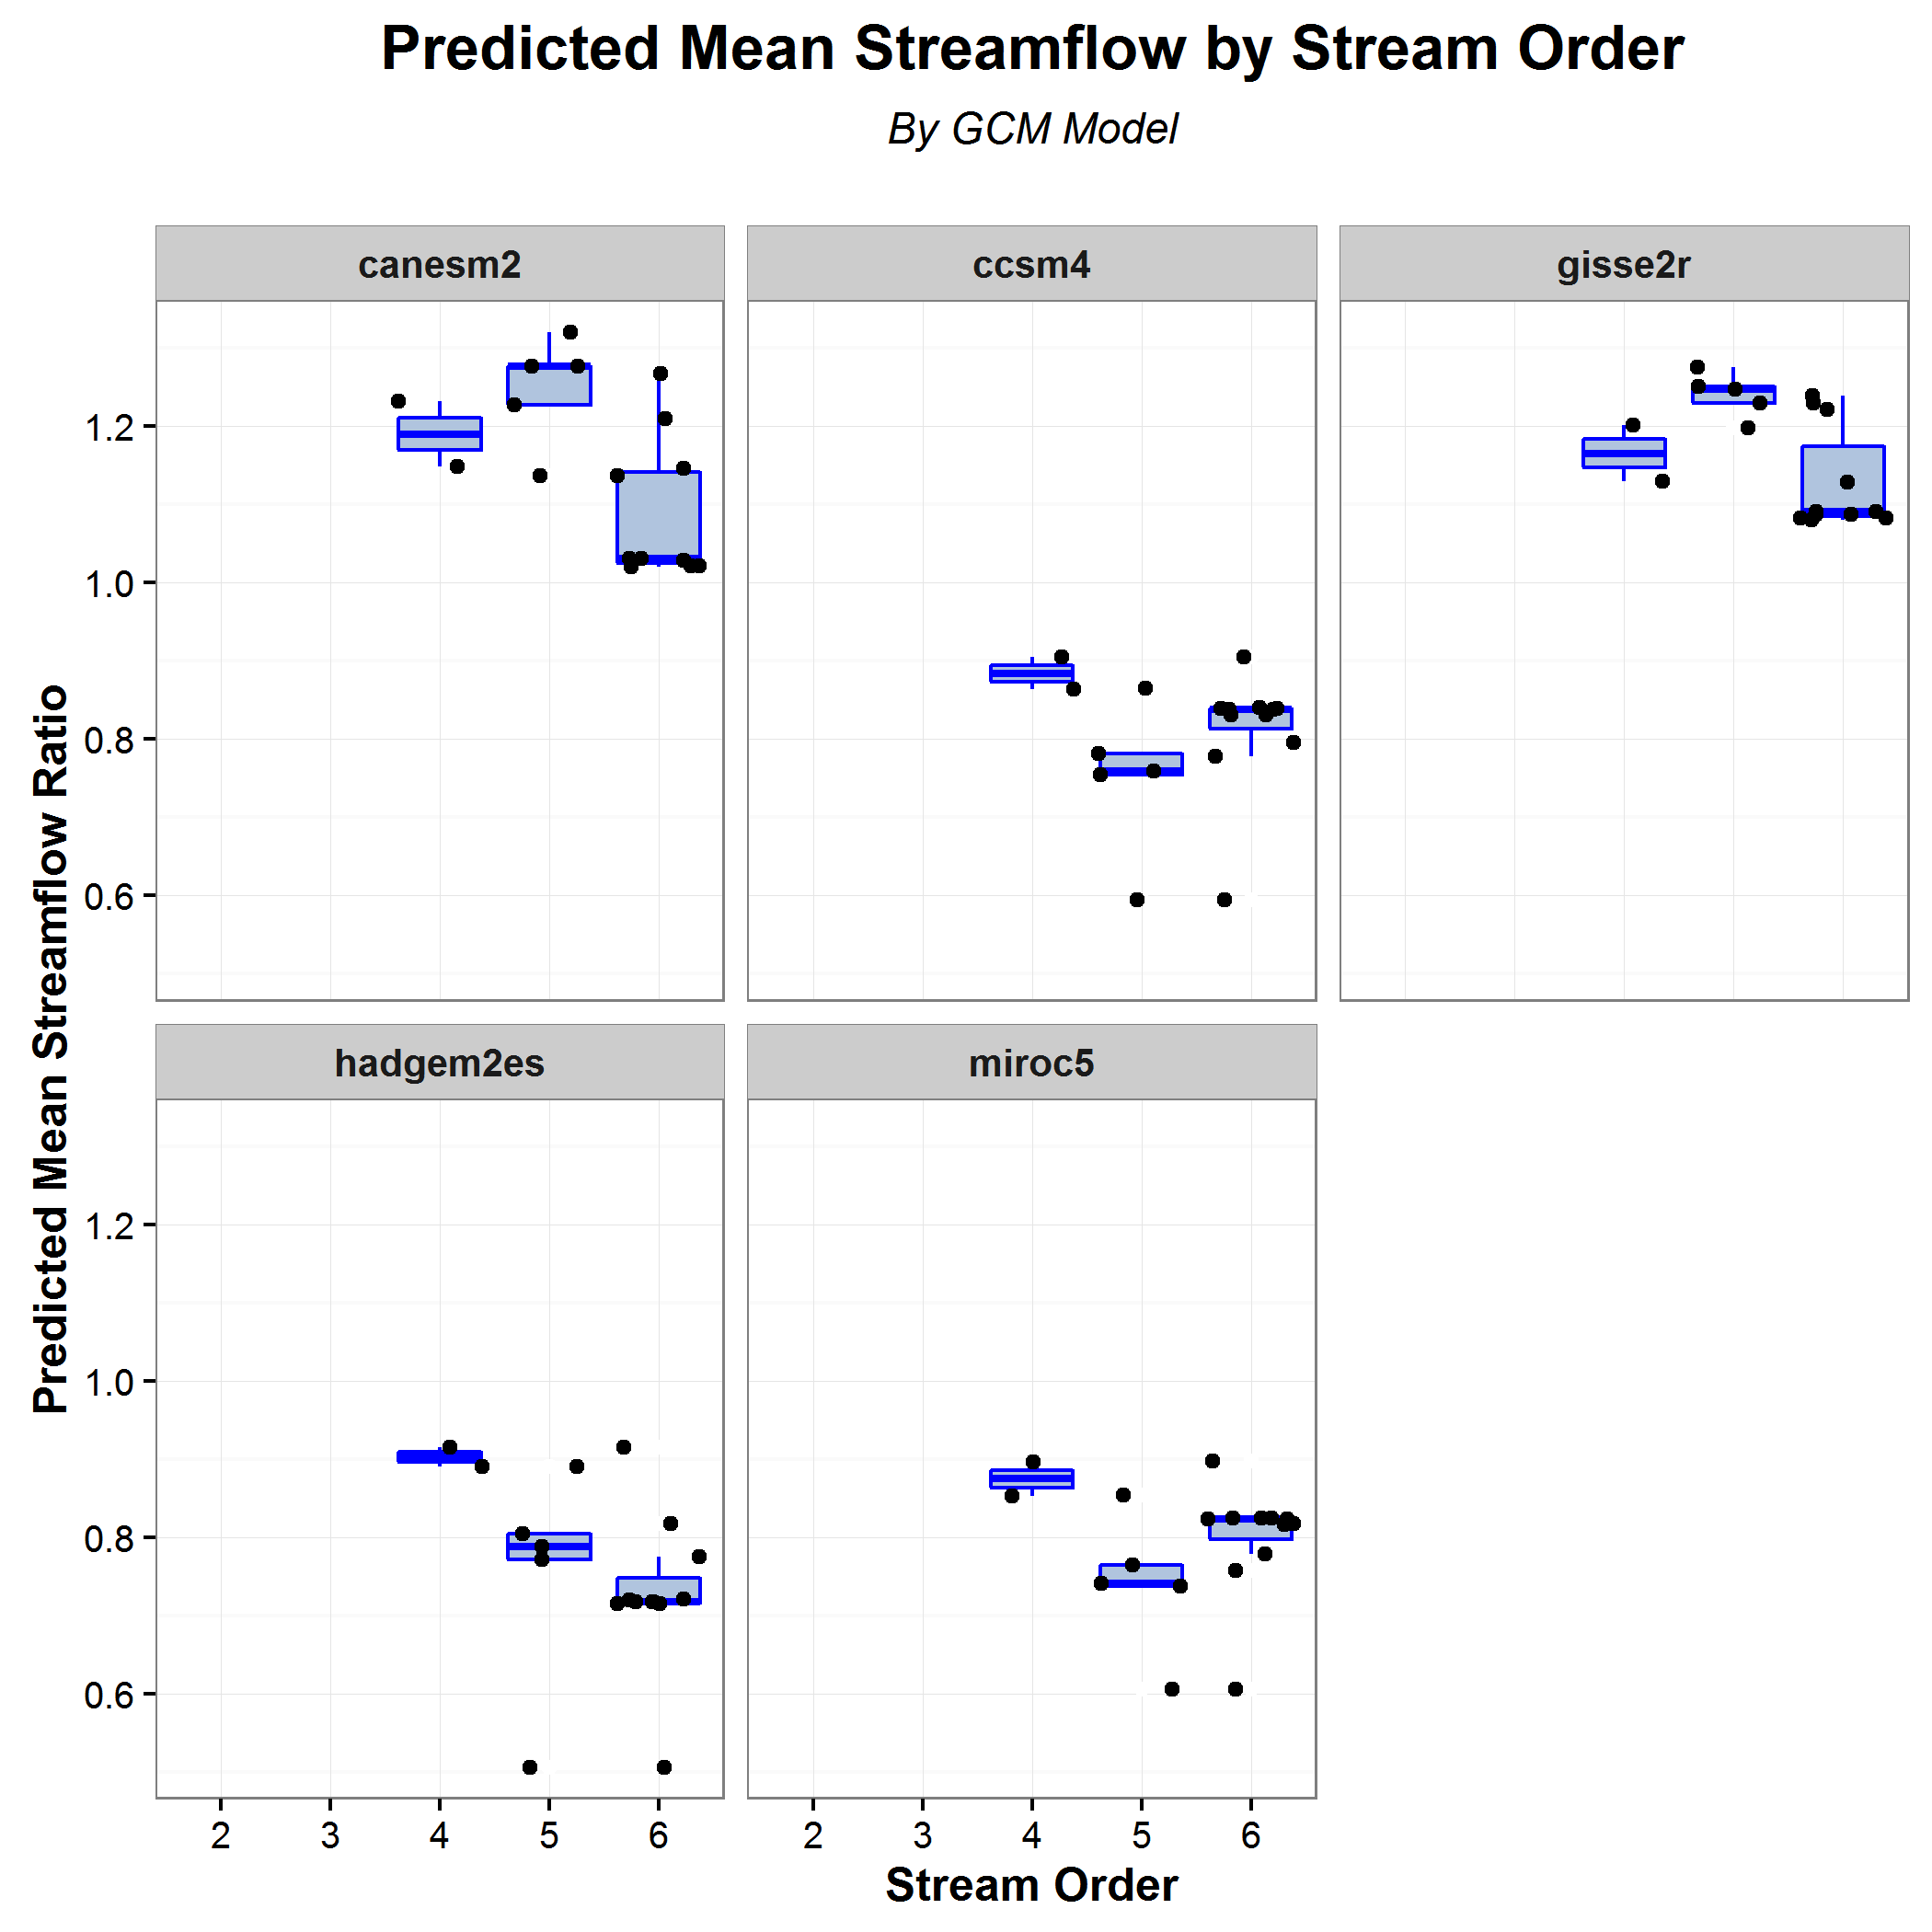 Predicted Mean Streamflow by Stream Order
By GCM Model
canesm2
ccsm4
gisse2r
1.2
1.0
0.8
0.6
Predicted Mean Streamflow Ratio
hadgem2es
miroc5
1.2
1.0
0.8
0.6
2 3 4 5 6
2 3 4 5 6
Stream Order